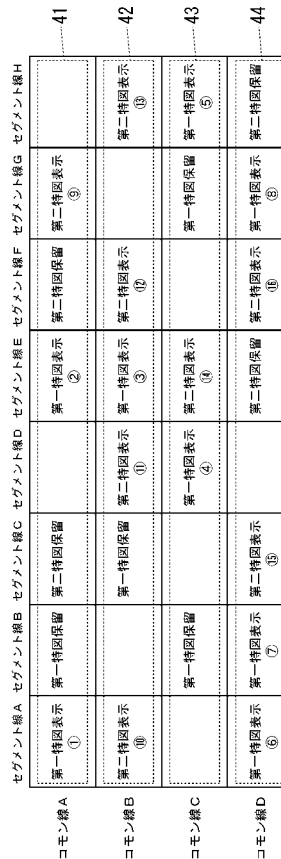 セグメント線A セグメント線B セグメント線C セグメント線D セグメント線E セグメント線F セグメント線G セグメント線H
コモン線A
第一特図表示
①
第一特図保留
第二特図保留
第一特図表示
②
第二特図保留
第二特図表示
⑨
41
コモン線B
第二特図表示
⑩
第一特図保留
第二特図表示
⑪
第一特図表示
③
第二特図表示
⑫
第二特図表示
⑬
42
コモン線C
第一特図保留
第一特図表示
④
第二特図表示
⑭
第一特図保留
第一特図表示
⑤
43
コモン線D
第一特図表示
⑥
第一特図表示
⑦
第二特図表示
⑮
第二特図保留
第二特図表示
⑯
第一特図表示
⑧
第二特図保留
44